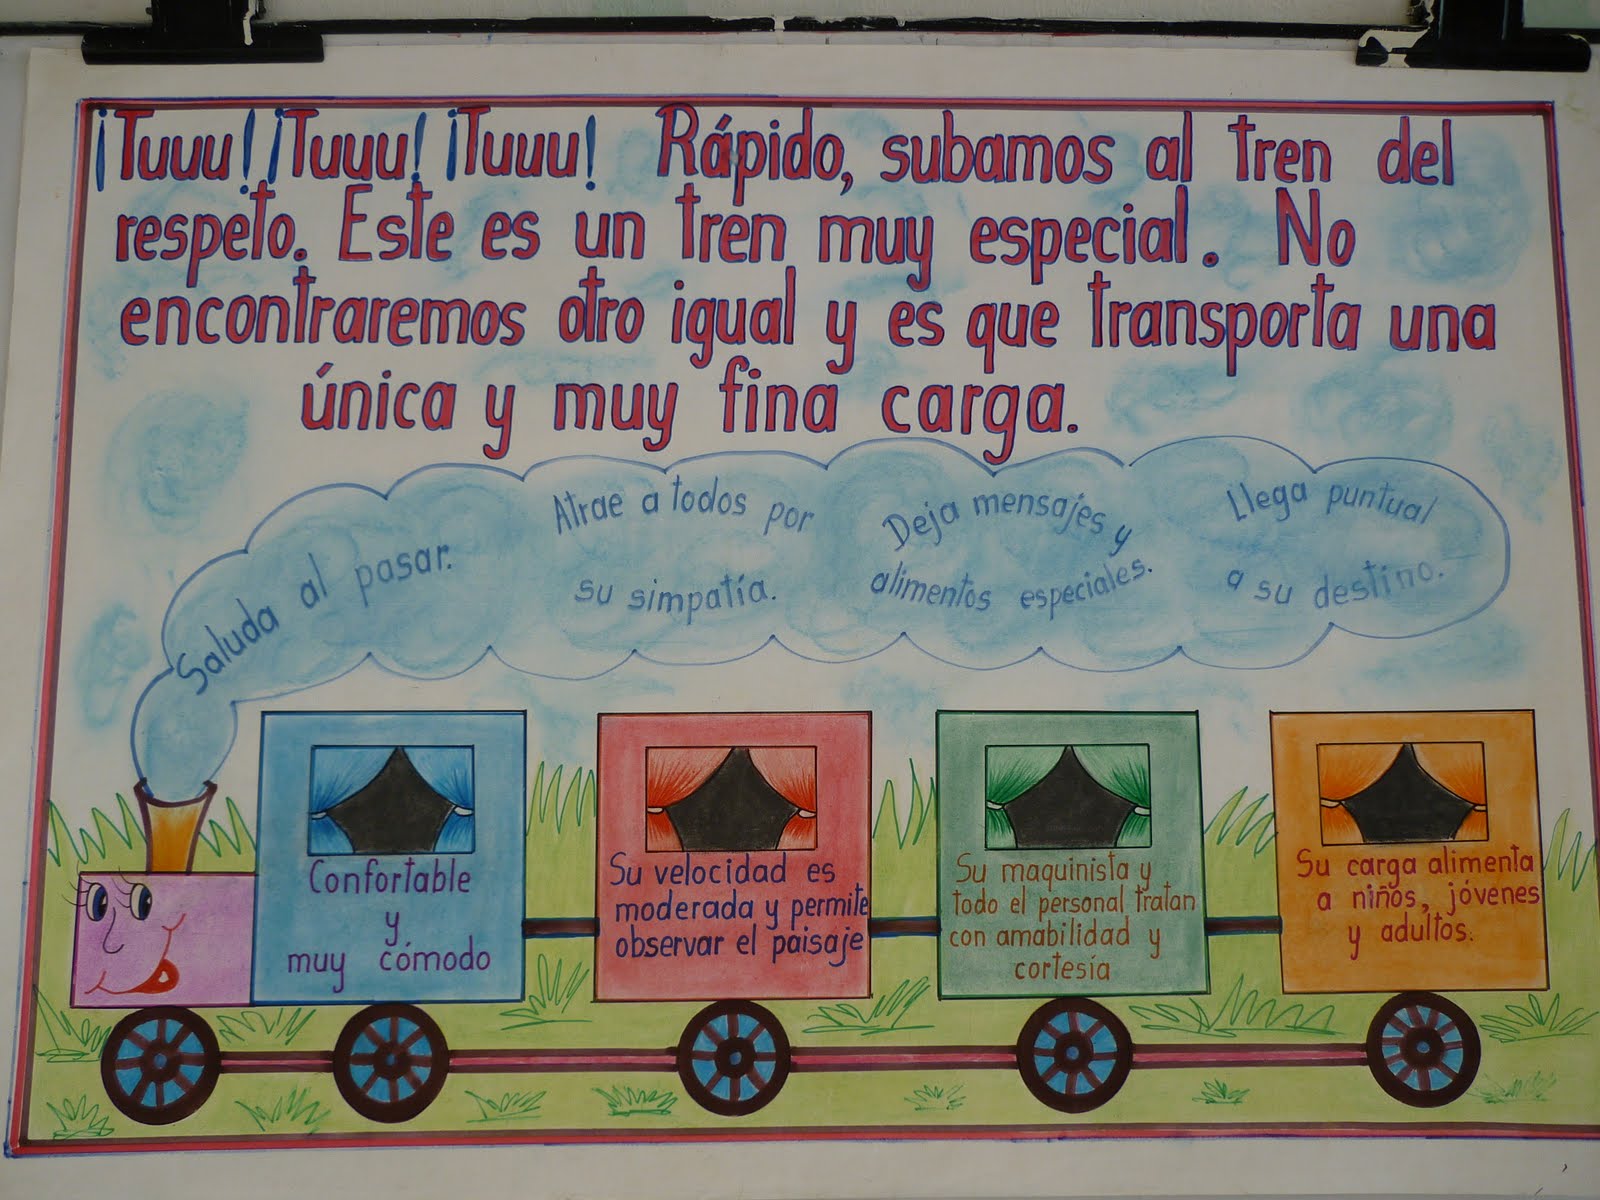 ¡Tuuu! ¡Tuuu! ¡Tuuu! Rápido, subamos al tren del
respeto. Este es un tren muy especial. No
encontraremos otro igual y es que transporta una
única y muy fina carga.
Saluda al pasar.
Atrae a todos por
su simpatía.
Deja mensajes y
alimentos especiales.
Llega puntual
a su destino.
Confortable
y
muy cómodo
Su velocidad es
moderada y permite
observar el paisaje
Su maquinista y
todo el personal tratan
con amabilidad y
cortesía
Su carga alimenta
a niños, jóvenes
y adultos.